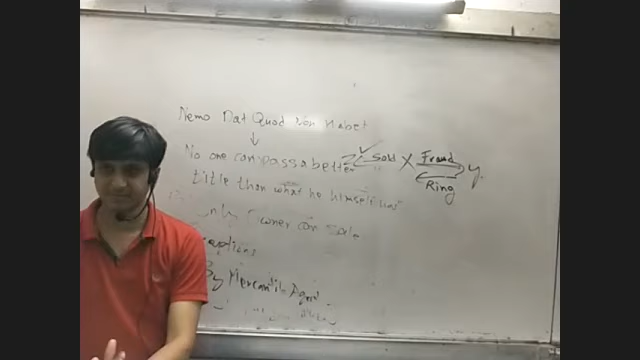 Nemo Dat Quod Non Habet
No one can pass a better
title than what he himself has
Only Owner can Sale
By Mercantile Agent
Z Sold X Fraud Y
Ring